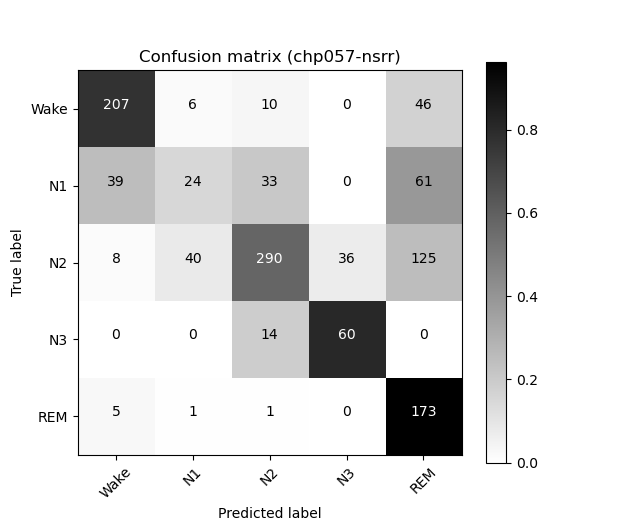 Confusion matrix (chp057-nsrr)
True label
Wake 207 6 10 0 46
N1 39 24 33 0 61
N2 8 40 290 36 125
N3 0 0 14 60 0
REM 5 1 1 0 173
Wake N1 N2 N3 REM
Predicted label
0.8
0.6
0.4
0.2
0.0